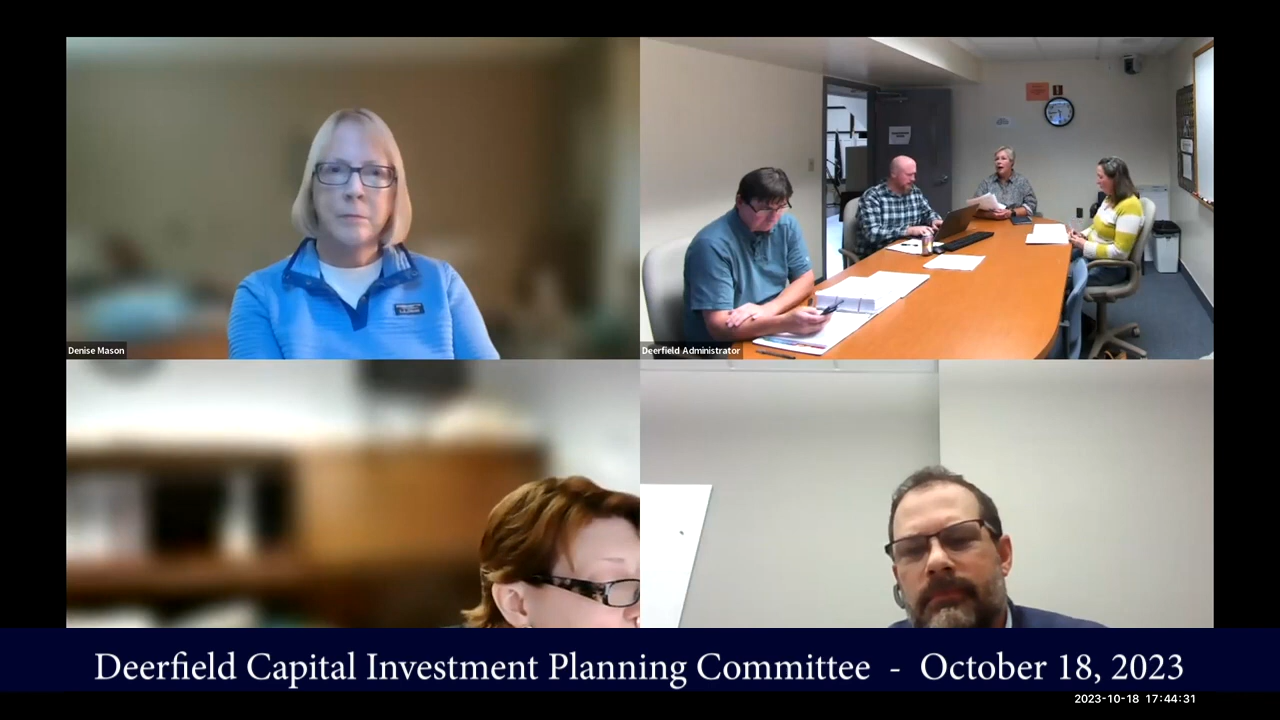 Denise Mason
Deerfield Administrator
Deerfield Capital Investment Planning Committee - October 18, 2023
2023-10-18 17:44:31